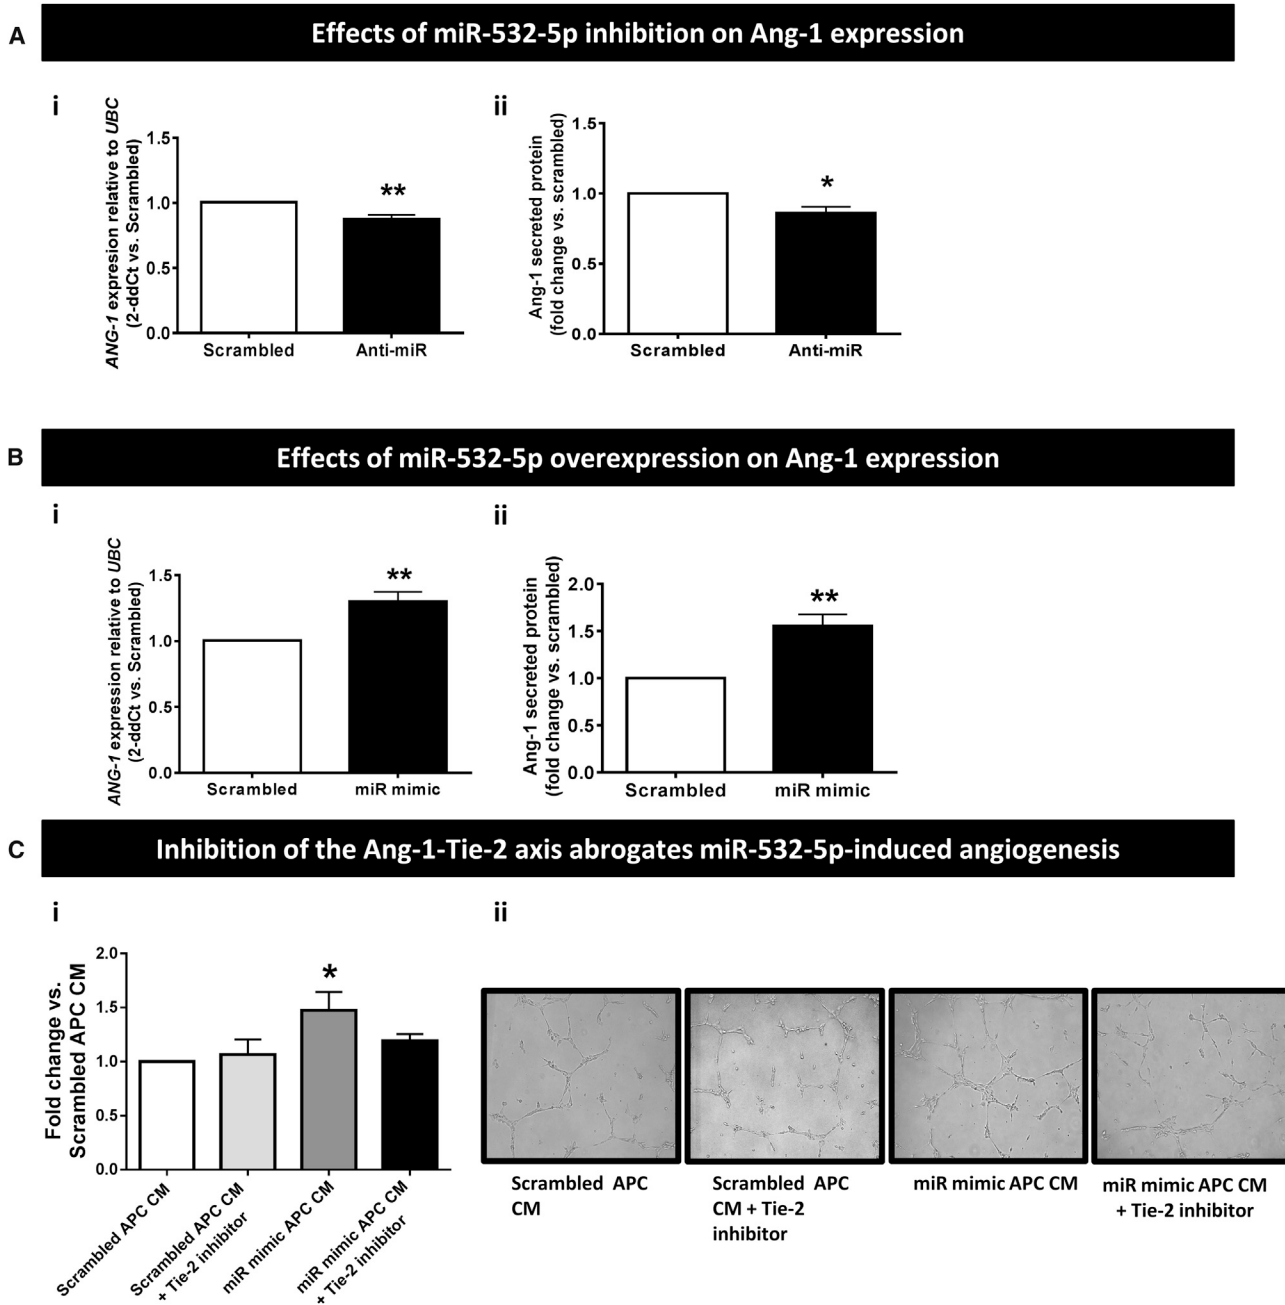 A
Effects of miR-532-5p inhibition on Ang-1 expression
i
ANG-1 expression relative to UBC
(2-ddCt vs. Scrambled)
1.5
1.0
0.5
0.0
**
Scrambled
Anti-miR
ii
Ang-1 secreted protein
(fold change vs. scrambled)
1.5
1.0
0.5
0.0
*
Scrambled
Anti-miR
B
Effects of miR-532-5p overexpression on Ang-1 expression
i
ANG-1 expression relative to UBC
(2-ddCt vs. Scrambled)
1.5
1.0
0.5
0.0
**
Scrambled
miR mimic
ii
Ang-1 secreted protein
(fold change vs. scrambled)
2.0
1.5
1.0
0.5
0.0
**
Scrambled
miR mimic
C
Inhibition of the Ang-1-Tie-2 axis abrogates miR-532-5p-induced angiogenesis
i
Fold change vs.
Scrambled APC CM
2.0
1.5
1.0
0.5
0.0
*
Scrambled APC CM
Scrambled APC CM
+ Tie-2 inhibitor
miR mimic APC CM
miR mimic APC CM
+ Tie-2 inhibitor
ii
Scrambled APC
CM
Scrambled APC
CM + Tie-2
inhibitor
miR mimic APC CM
miR mimic APC CM
+ Tie-2 inhibitor